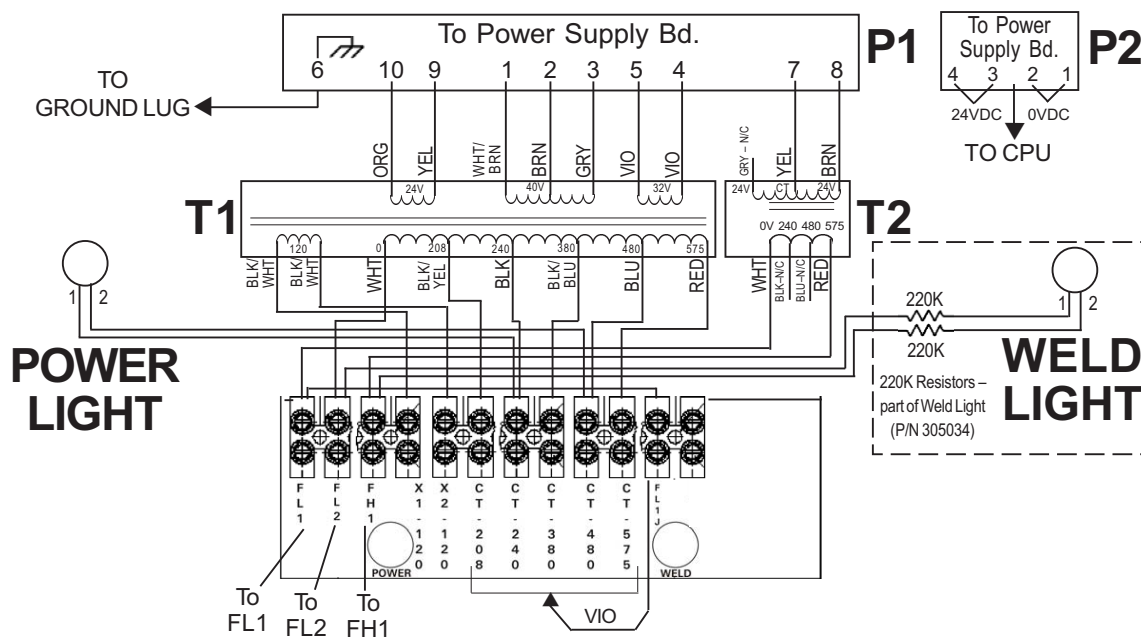 To Power Supply Bd.
6 10 9 1 2 3 5 4 7 8
P1
To Power
Supply Bd.
4 3 2 1
P2
24VDC 0VDC
TO CPU
TO
GROUND LUG
ORG
YEL
WHT/
BRN
BRN
GRY
VIO
VIO
GRY – N/C
YEL
BRN
T1
24V 40V 32V
120 0 208 240 380 480 575
T2
24V CT 24V
0V 240 480 575
BLK/
WHT
BLK/
WHT
WHT
BLK/
YEL
BLK
BLK/
BLU
BLU
RED
WHT
BLK–N/C
BLU–N/C
RED
1 2
POWER
LIGHT
220K
220K
1 2
WELD
LIGHT
220K Resistors –
part of Weld Light
(P/N 305034)
FL1
FL2
FH1
X1-120
X2-120
CT-208
CT-240
CT-380
CT-480
CT-575
FL1J
POWER
WELD
To
FL1
To
FL2
To
FH1
VIO